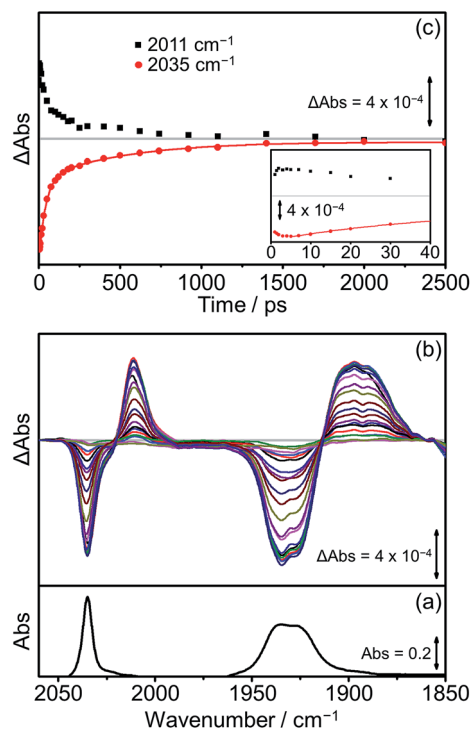 (c)
2011 cm⁻¹
2035 cm⁻¹
ΔAbs = 4 x 10⁻⁴
ΔAbs
4 x 10⁻⁴
0 10 20 30 40
0 500 1000 1500 2000 2500
Time / ps
(b)
ΔAbs
ΔAbs = 4 x 10⁻⁴
(a)
Abs
Abs = 0.2
2050 2000 1950 1900 1850
Wavenumber / cm⁻¹